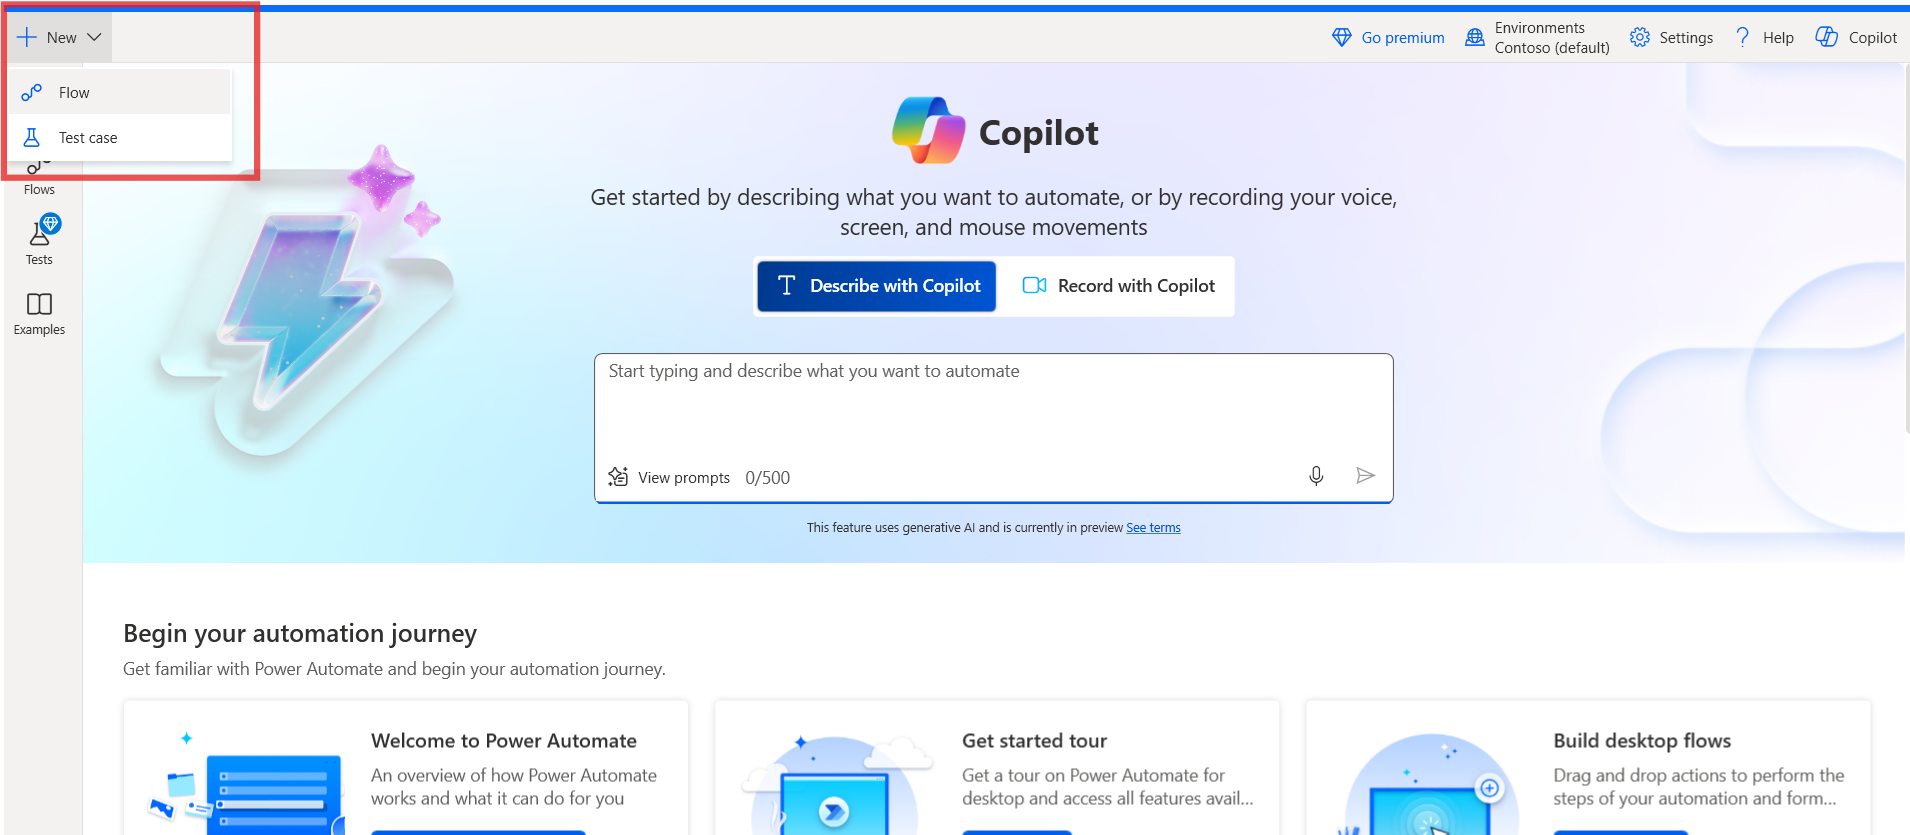 New
Go premium
Environments
Contoso (default)
Settings
Help
Copilot
Flow
Test case
Flows
Tests
Examples
Copilot
Get started by describing what you want to automate, or by recording your voice,
screen, and mouse movements
Describe with Copilot
Record with Copilot
Start typing and describe what you want to automate
View prompts 0/500
This feature uses generative AI and is currently in preview See terms
Begin your automation journey
Get familiar with Power Automate and begin your automation journey.
Welcome to Power Automate
An overview of how Power Automate
works and what it can do for you
Get started tour
Get a tour on Power Automate for
desktop and access all features avail...
Build desktop flows
Drag and drop actions to perform the
steps of your automation and form...